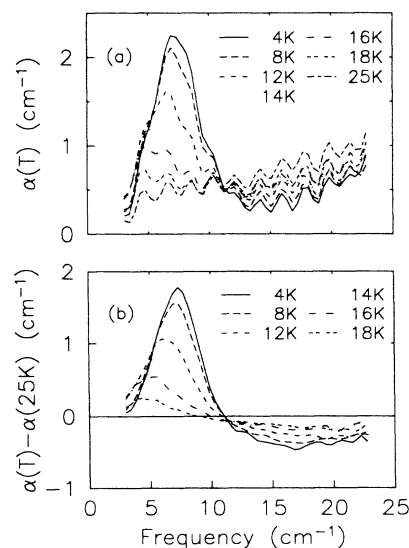 (a)
4K
8K
12K
14K
16K
18K
25K
2
1
0
α(T) (cm⁻¹)
(b)
4K
8K
12K
14K
16K
18K
2
1
0
−1
α(T)−α(25K) (cm⁻¹)
0 5 10 15 20 25
Frequency (cm⁻¹)